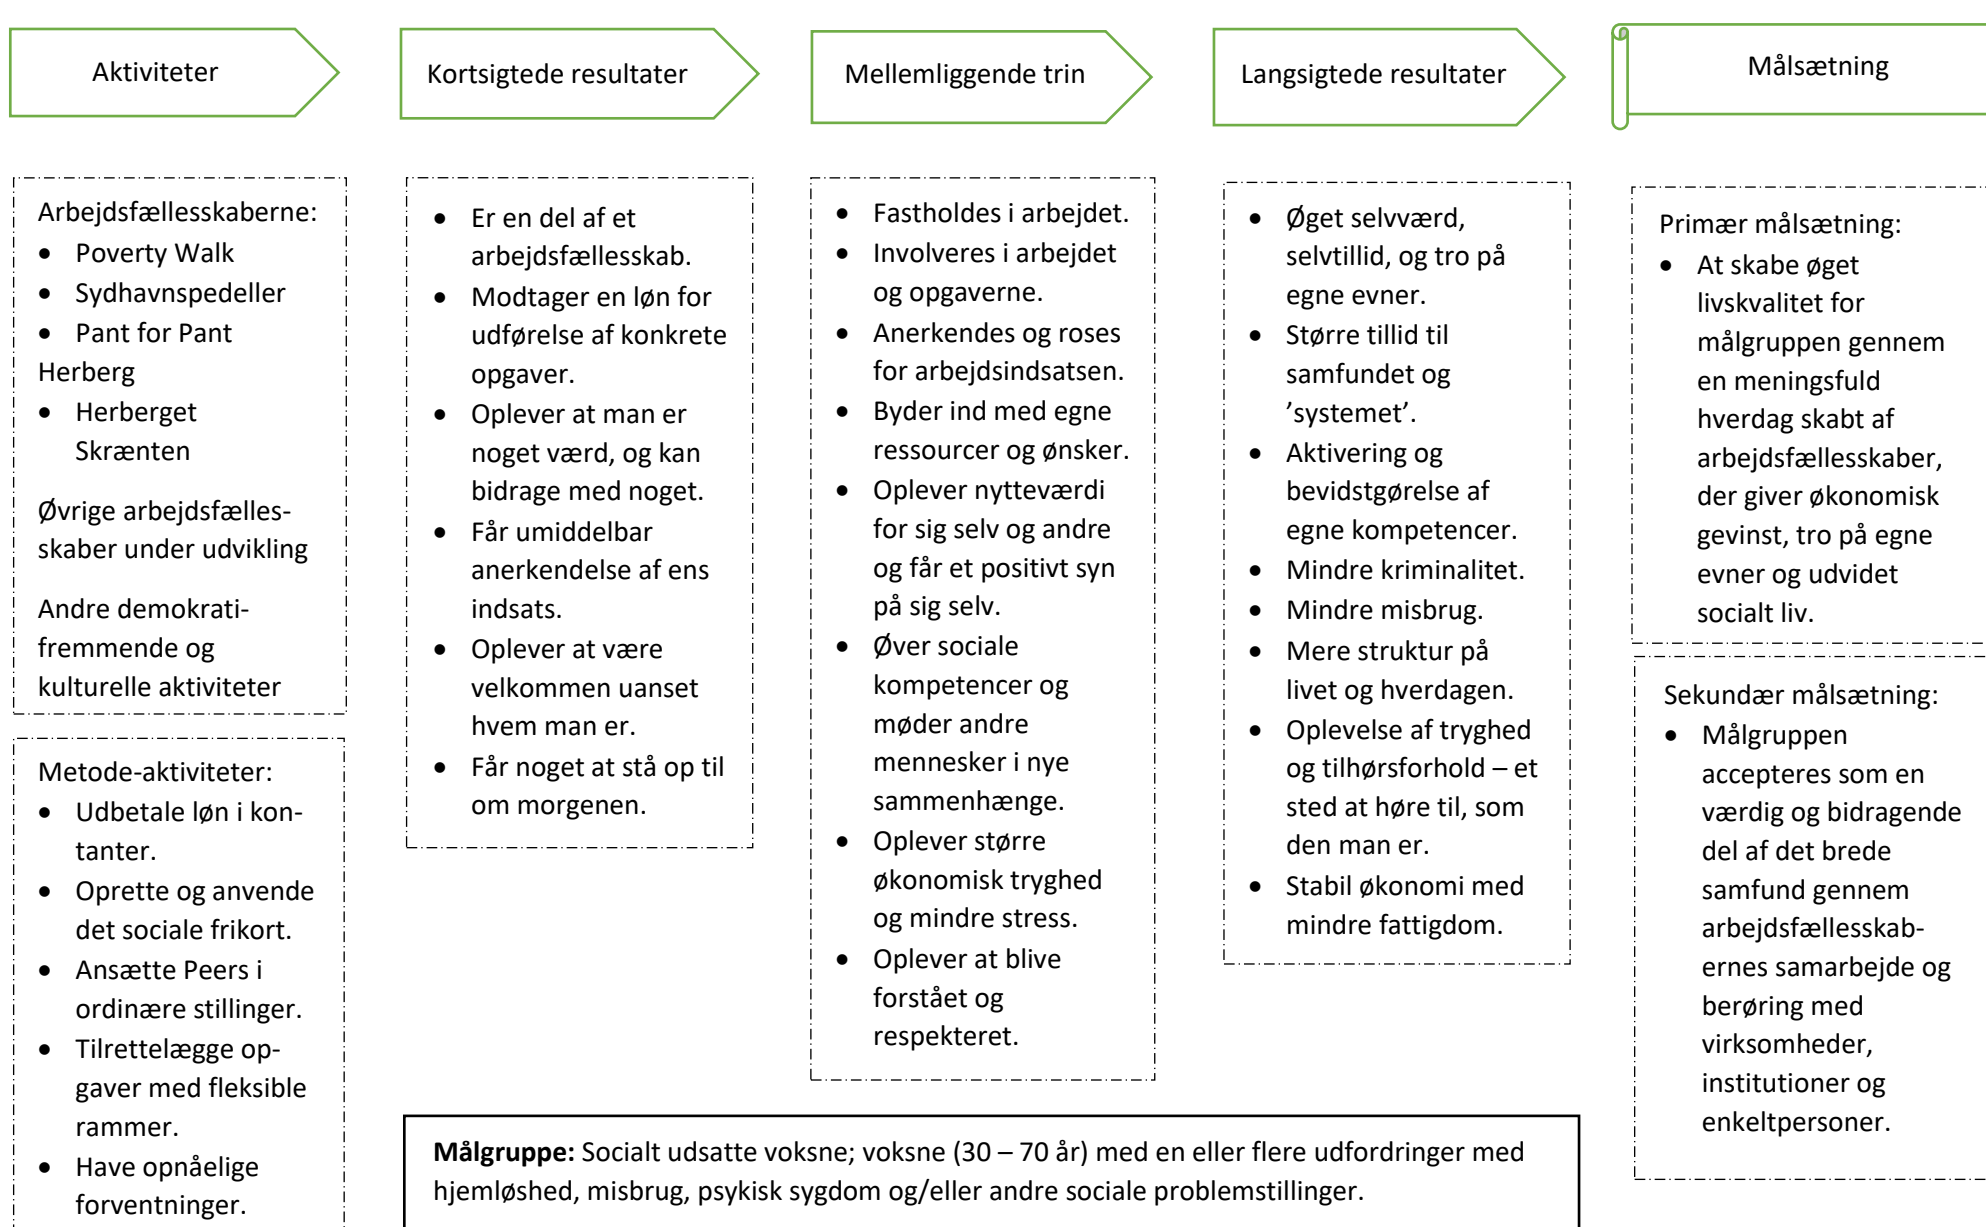 Aktiviteter
Kortsigtede resultater
Mellemliggende trin
Langsigtede resultater
Målsætning
Arbejdsfællesskaberne:
• Poverty Walk
• Sydhavnspedeller
• Pant for Pant
Herberg
• Herberget
Skrænten
Øvrige arbejdsfælles-
skaber under udvikling
Andre demokrati-
fremmende og
kulturelle aktiviteter
Metode-aktiviteter:
• Udbetale løn i kon-
tanter.
• Oprette og anvende
det sociale frikort.
• Ansætte Peers i
ordinære stillinger.
• Tilrettelægge op-
gaver med fleksible
rammer.
• Have opnåelige
forventninger.
• Er en del af et
arbejdsfællesskab.
• Modtager en løn for
udførelse af konkrete
opgaver.
• Oplever at man er
noget værd, og kan
bidrage med noget.
• Får umiddelbar
anerkendelse af ens
indsats.
• Oplever at være
velkommen uanset
hvem man er.
• Får noget at stå op til
om morgenen.
• Fastholdes i arbejdet.
• Involveres i arbejdet
og opgaverne.
• Anerkendes og roses
for arbejdsindsatsen.
• Byder ind med egne
ressourcer og ønsker.
• Oplever nytteværdi
for sig selv og andre
og får et positivt syn
på sig selv.
• Øver sociale
kompetencer og
møder andre
mennesker i nye
sammenhænge.
• Oplever større
økonomisk tryghed
og mindre stress.
• Oplever at blive
forstået og
respekteret.
• Øget selvværd,
selvtillid, og tro på
egne evner.
• Større tillid til
samfundet og
’systemet’.
• Aktivering og
bevidstgørelse af
egne kompetencer.
• Mindre kriminalitet.
• Mindre misbrug.
• Mere struktur på
livet og hverdagen.
• Oplevelse af tryghed
og tilhørsforhold – et
sted at høre til, som
den man er.
• Stabil økonomi med
mindre fattigdom.
Primær målsætning:
• At skabe øget
livskvalitet for
målgruppen gennem
en meningsfuld
hverdag skabt af
arbejdsfællesskaber,
der giver økonomisk
gevinst, tro på egne
evner og udvidet
socialt liv.
Sekundær målsætning:
• Målgruppen
accepteres som en
værdig og bidragende
del af det brede
samfund gennem
arbejdsfællesskab-
ernes samarbejde og
berøring med
virksomheder,
institutioner og
enkeltpersoner.
Målgruppe: Socialt udsatte voksne; voksne (30 – 70 år) med en eller flere udfordringer med
hjemløshed, misbrug, psykisk sygdom og/eller andre sociale problemstillinger.